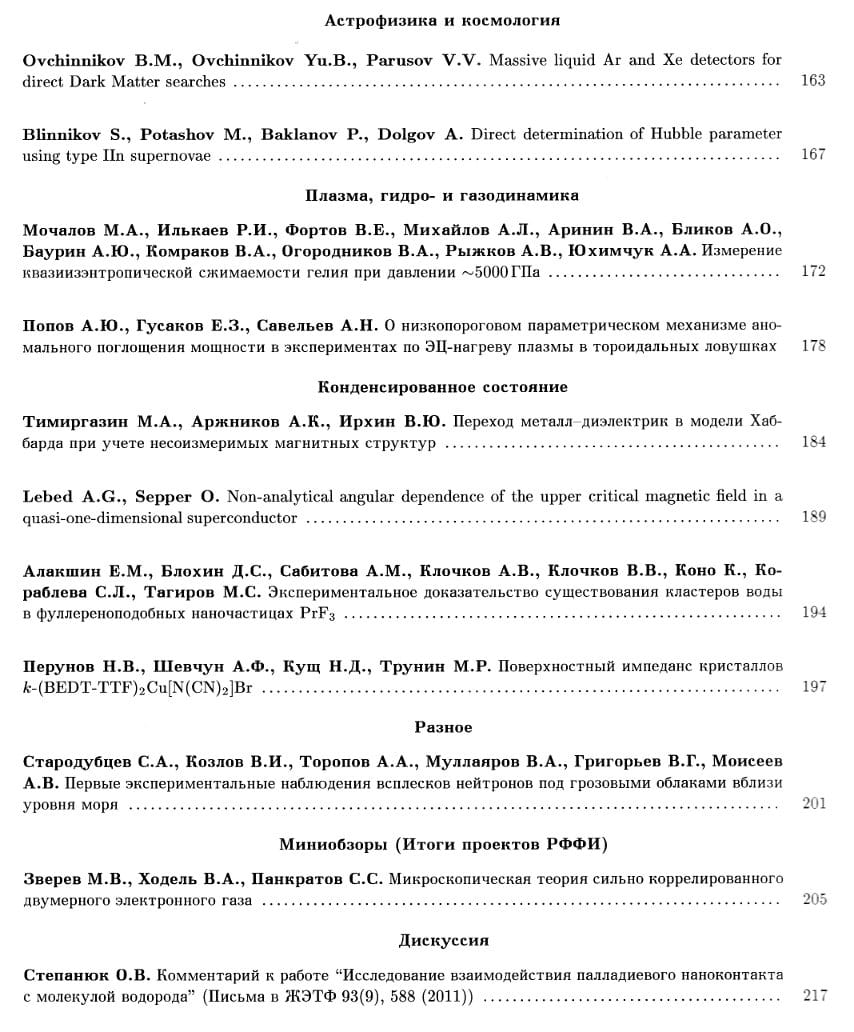 Астрофизика и космология
Ovchinnikov B.M., Ovchinnikov Yu.B., Parusov V.V. Massive liquid Ar and Xe detectors for
direct Dark Matter searches ........ 163
Blinnikov S., Potashov M., Baklanov P., Dolgov A. Direct determination of Hubble parameter
using type IIn supernovae ........ 167
Плазма, гидро- и газодинамика
Мочалов М.А., Илькаев Р.И., Фортов В.Е., Михайлов А.Л., Аринин В.А., Бликов А.О.,
Баурин А.Ю., Комраков В.А., Огородников В.А., Рыжков А.В., Юхимчук А.А. Измерение
квазиизэнтропической сжимаемости гелия при давлении ~5000 ГПа ........ 172
Попов А.Ю., Гусаков Е.З., Савельев А.Н. О низкопороговом параметрическом механизме ано-
мального поглощения мощности в экспериментах по ЭЦ-нагреву плазмы в тороидальных ловушках 178
Конденсированное состояние
Тимиргазин М.А., Аржников А.К., Ирхин В.Ю. Переход металл–диэлектрик в модели Хаб-
барда при учете несоизмеримых магнитных структур ........ 184
Lebed A.G., Sepper O. Non-analytical angular dependence of the upper critical magnetic field in a
quasi-one-dimensional superconductor ........ 189
Алакшин Е.М., Блохин Д.С., Сабитова А.М., Клочков А.В., Клочков В.В., Коно К., Ко-
раблева С.Л., Тагиров М.С. Экспериментальное доказательство существования кластеров воды
в фуллереноподобных наночастицах PrF₃ ........ 194
Перунов Н.В., Шевчун А.Ф., Кущ Н.Д., Трунин М.Р. Поверхностный импеданс кристаллов
k-(BEDT-TTF)₂Cu[N(CN)₂]Br ........ 197
Разное
Стародубцев С.А., Козлов В.И., Торопов А.А., Муллаяров В.А., Григорьев В.Г., Моисеев
А.В. Первые экспериментальные наблюдения всплесков нейтронов под грозовыми облаками вблизи
уровня моря ........ 201
Миниобзоры (Итоги проектов РФФИ)
Зверев М.В., Ходель В.А., Панкратов С.С. Микроскопическая теория сильно коррелированного
двумерного электронного газа ........ 205
Дискуссия
Степанюк О.В. Комментарий к работе “Исследование взаимодействия палладиевого наноконтакта
с молекулой водорода” (Письма в ЖЭТФ 93(9), 588 (2011)) ........ 217